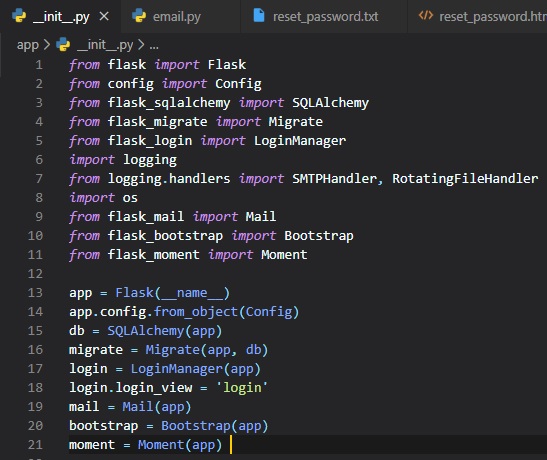 __init__.py ×
email.py
reset_password.txt
<> reset_password.htm
app > __init__.py > ...
1 from flask import Flask
2 from config import Config
3 from flask_sqlalchemy import SQLAlchemy
4 from flask_migrate import Migrate
5 from flask_login import LoginManager
6 import logging
7 from logging.handlers import SMTPHandler, RotatingFileHandler
8 import os
9 from flask_mail import Mail
10 from flask_bootstrap import Bootstrap
11 from flask_moment import Moment
12
13 app = Flask(__name__)
14 app.config.from_object(Config)
15 db = SQLAlchemy(app)
16 migrate = Migrate(app, db)
17 login = LoginManager(app)
18 login.login_view = 'login'
19 mail = Mail(app)
20 bootstrap = Bootstrap(app)
21 moment = Moment(app)